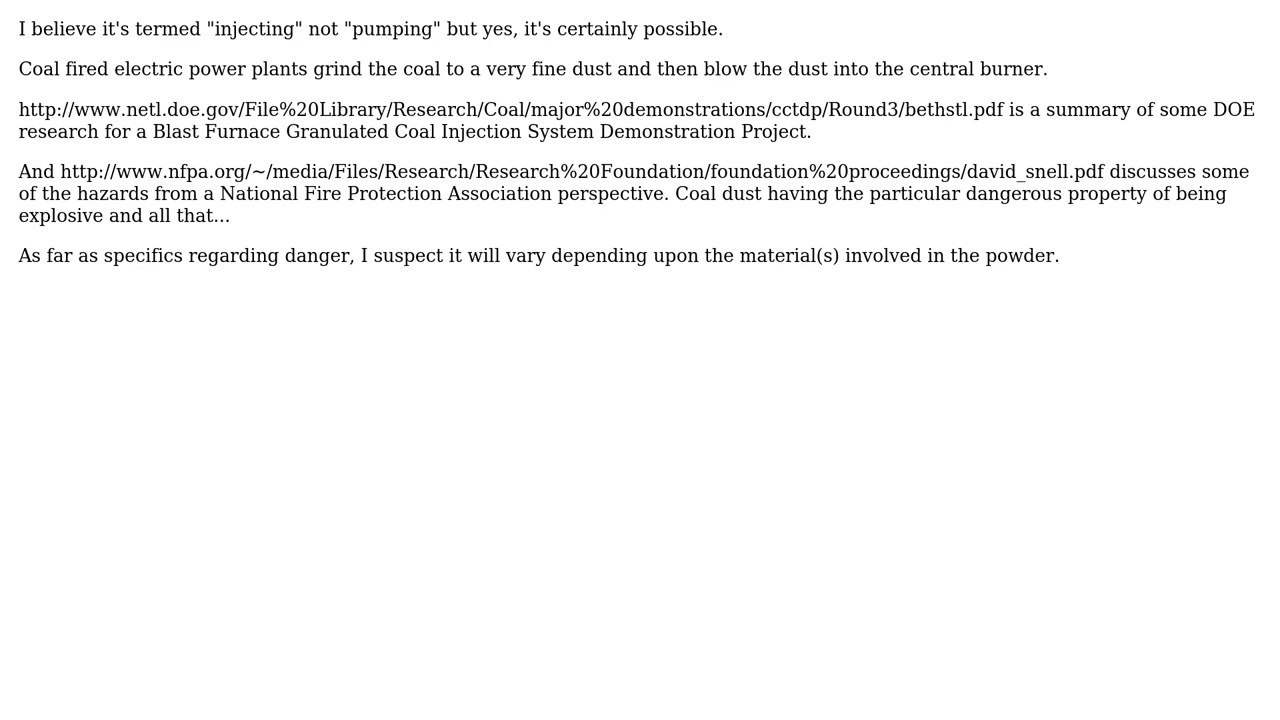 I believe it's termed "injecting" not "pumping" but yes, it's certainly possible.
Coal fired electric power plants grind the coal to a very fine dust and then blow the dust into the central burner.
http://www.netl.doe.gov/File%20Library/Research/Coal/major%20demonstrations/cctdp/Round3/bethstl.pdf is a summary of some DOE
research for a Blast Furnace Granulated Coal Injection System Demonstration Project.
And http://www.nfpa.org/~/media/Files/Research/Research%20Foundation/foundation%20proceedings/david_snell.pdf discusses some
of the hazards from a National Fire Protection Association perspective. Coal dust having the particular dangerous property of being
explosive and all that...
As far as specifics regarding danger, I suspect it will vary depending upon the material(s) involved in the powder.